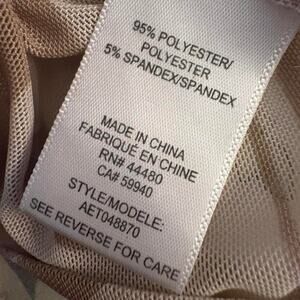 95% POLYESTER/
POLYESTER
5% SPANDEX/SPANDEX
MADE IN CHINA
FABRIQUÉ EN CHINE
RN# 44480
CA# 59940
STYLE/MODELE:
AET048870
SEE REVERSE FOR CARE